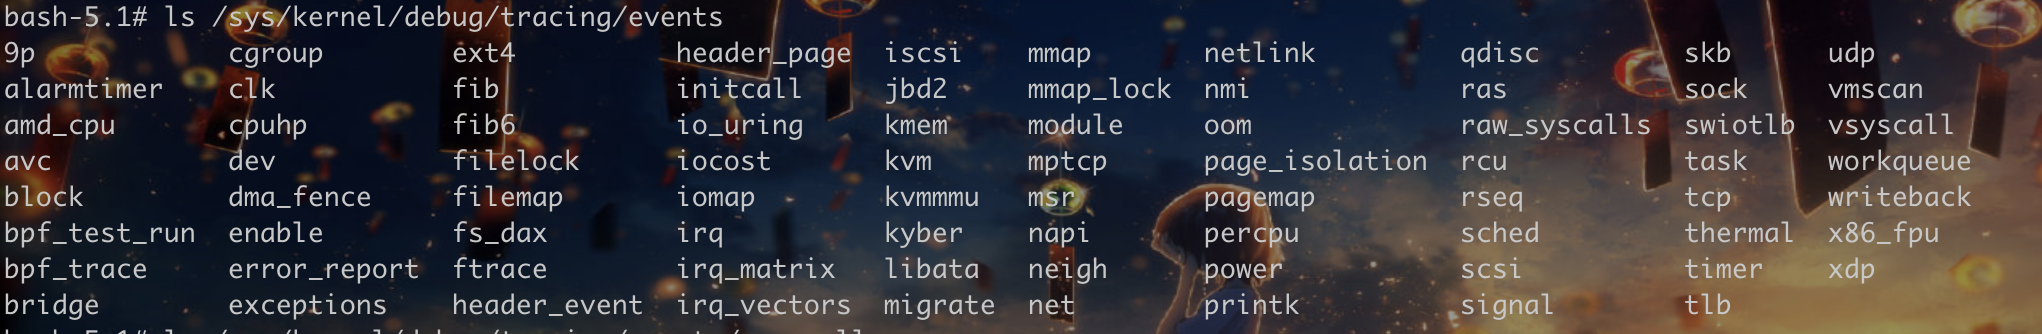 bash-5.1# ls /sys/kernel/debug/tracing/events
9p cgroup ext4 header_page iscsi mmap netlink qdisc skb udp
alarmtimer clk fib initcall jbd2 mmap_lock nmi ras sock vmscan
amd_cpu cpuhp fib6 io_uring kmem module oom raw_syscalls swiotlb vsyscall
avc dev filelock iocost kvm mptcp page_isolation rcu task workqueue
block dma_fence filemap iomap kvmmmu msr pagemap rseq tcp writeback
bpf_test_run enable fs_dax irq kyber napi percpu sched thermal x86_fpu
bpf_trace error_report ftrace irq_matrix libata neigh power scsi timer xdp
bridge exceptions header_event irq_vectors migrate net printk signal tlb